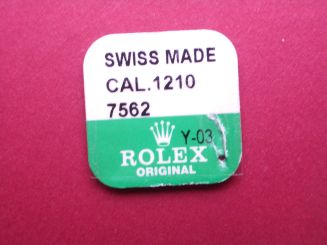 SWISS MADE
CAL.1210
7562
Y-03
ROLEX
ORIGINAL